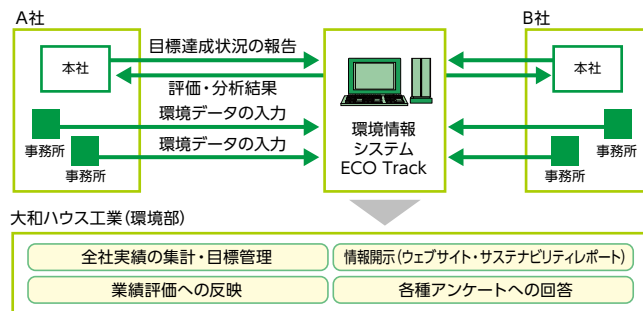 A社
B社
目標達成状況の報告
本社
本社
評価・分析結果
環境データの入力
事務所
環境データの入力
事務所
環境情報
システム
ECO Track
事務所
事務所
大和ハウス工業(環境部)
全社実績の集計・目標管理
情報開示(ウェブサイト・サステナビリティレポート)
業績評価への反映
各種アンケートへの回答